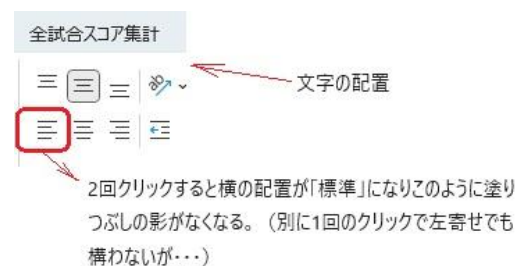 全試合スコア集計
文字の配置
2回クリックすると横の配置が「標準」になりこのように塗り
つぶしの影がなくなる。（別に1回のクリックで左寄せでも
構わないが・・・）